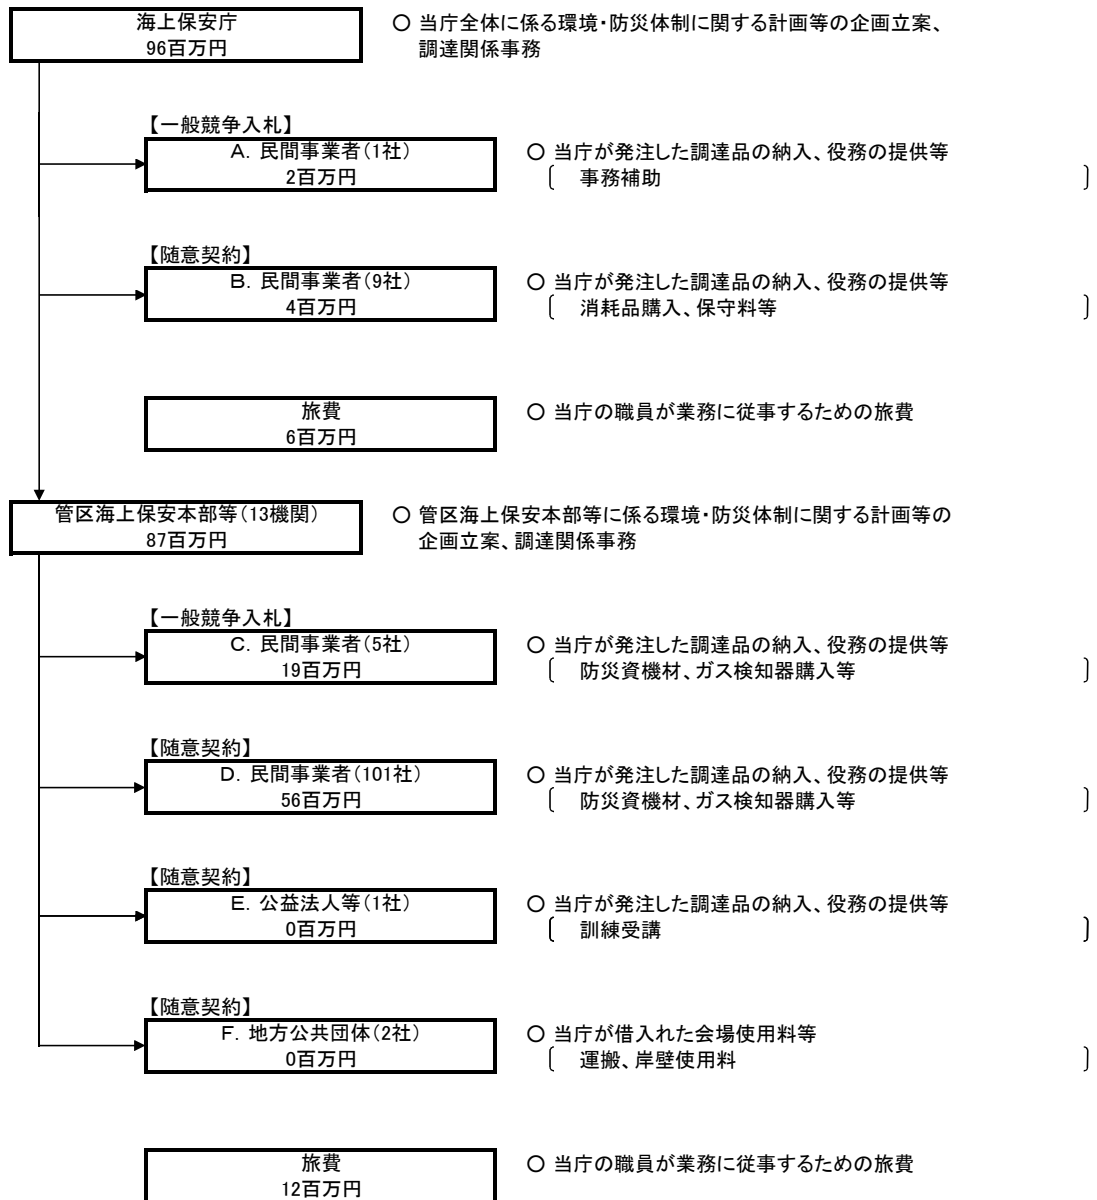 海上保安庁
96百万円
○ 当庁全体に係る環境・防災体制に関する計画等の企画立案、
調達関係事務
【一般競争入札】
A. 民間事業者(1社)
2百万円
○ 当庁が発注した調達品の納入、役務の提供等
〔 事務補助 〕
【随意契約】
B. 民間事業者(9社)
4百万円
○ 当庁が発注した調達品の納入、役務の提供等
〔 消耗品購入、保守料等 〕
旅費
6百万円
○ 当庁の職員が業務に従事するための旅費
管区海上保安本部等(13機関)
87百万円
○ 管区海上保安本部等に係る環境・防災体制に関する計画等の
企画立案、調達関係事務
【一般競争入札】
C. 民間事業者(5社)
19百万円
○ 当庁が発注した調達品の納入、役務の提供等
〔 防災資機材、ガス検知器購入等 〕
【随意契約】
D. 民間事業者(101社)
56百万円
○ 当庁が発注した調達品の納入、役務の提供等
〔 防災資機材、ガス検知器購入等 〕
【随意契約】
E. 公益法人等(1社)
0百万円
○ 当庁が発注した調達品の納入、役務の提供等
〔 訓練受講 〕
【随意契約】
F. 地方公共団体(2社)
0百万円
○ 当庁が借入れた会場使用料等
〔 運搬、岸壁使用料 〕
旅費
12百万円
○ 当庁の職員が業務に従事するための旅費